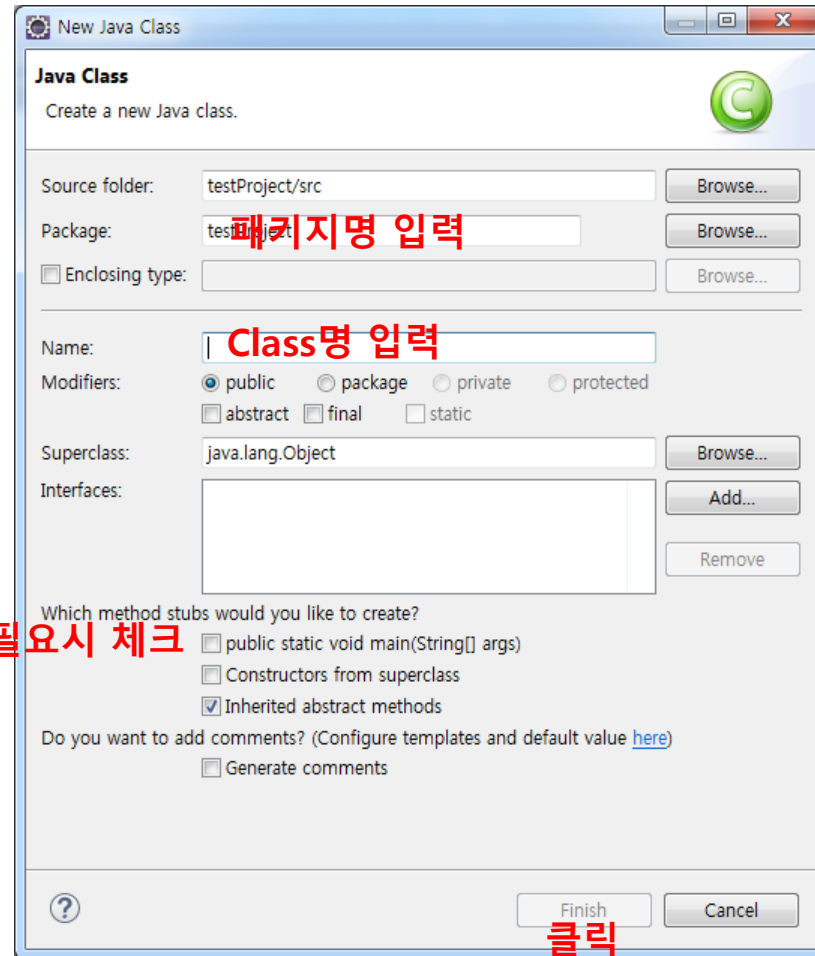 New Java Class
Java Class
Create a new Java class.
Source folder: testProject/src Browse...
Package: testProject 패키지명 입력 Browse...
Enclosing type: Browse...
Name: Class명 입력
Modifiers: public package private protected
abstract final static
Superclass: java.lang.Object Browse...
Interfaces: Add...
Remove
Which method stubs would you like to create?
필요시 체크 public static void main(String[] args)
Constructors from superclass
Inherited abstract methods
Do you want to add comments? (Configure templates and default value here)
Generate comments
Finish Cancel
클릭